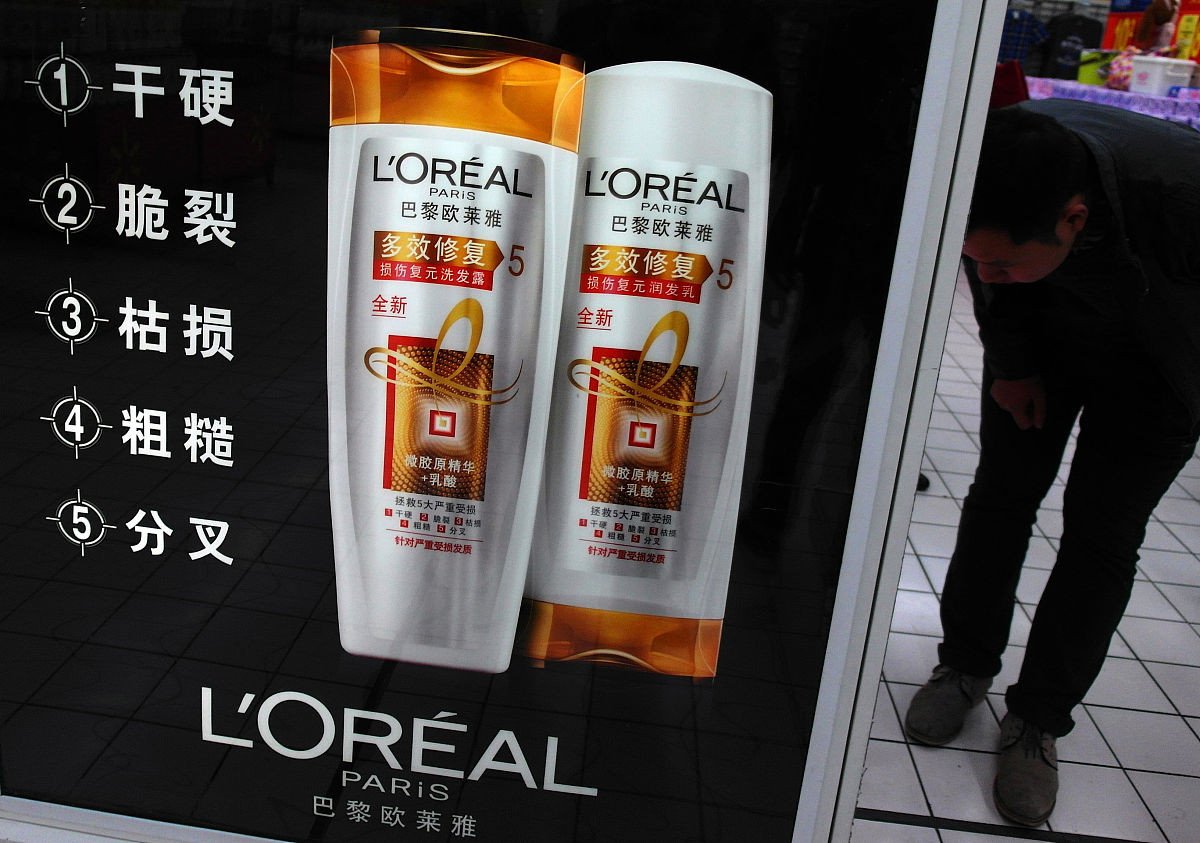 1 干硬
2 脆裂
3 枯损
4 粗糙
5 分叉
L'ORÉAL
PARiS
巴黎欧莱雅
多效修复 5
损伤复元洗发露
全新
微胶原精华
+乳酸
拯救5大严重受损
1 干硬 2 脆裂 3 枯损
4 粗糙 5 分叉
针对严重受损发质
L'ORÉAL
PARiS
巴黎欧莱雅
多效修复 5
损伤复元润发乳
全新
微胶原精华
+乳酸
拯救5大严重受损
1 干硬 2 脆裂 3 枯损
4 粗糙 5 分叉
针对严重受损发质
L'ORÉAL
PARiS
巴黎欧莱雅